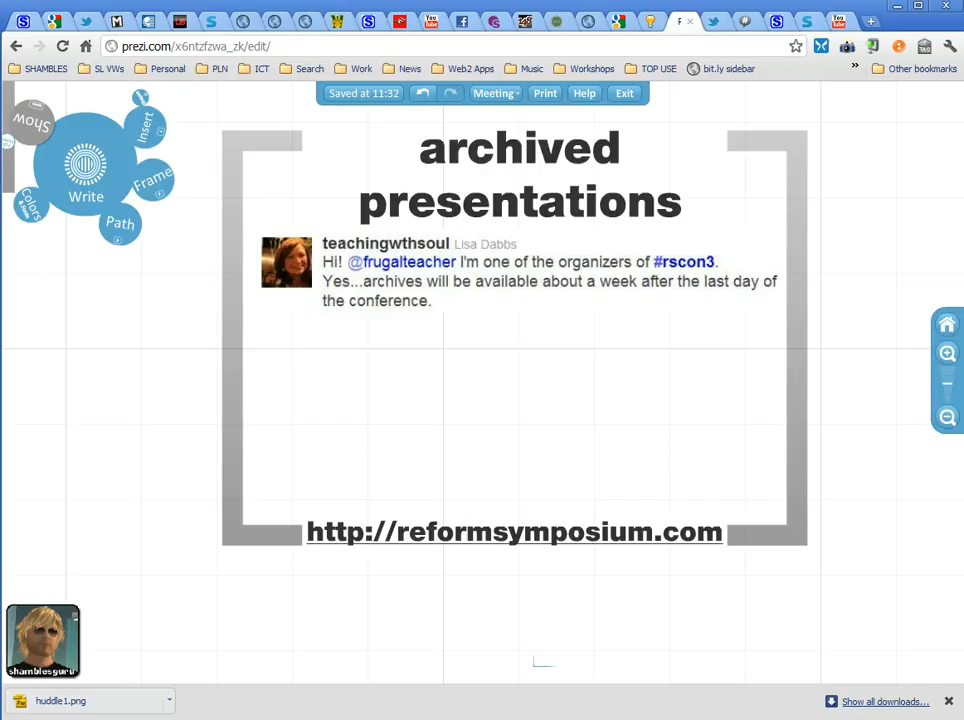 prezi.com/x6ntzfzwa_zk/edit/
SHAMBLES SL VWs Personal PLN ICT Search Work News Web2 Apps Music Workshops TOP USE bit.ly sidebar » Other bookmarks
Saved at 11:32 Meeting Print Help Exit
Show
Insert
Write
Frame
Colors
Path
archived
presentations
teachingwthsoul Lisa Dabbs
Hi! @frugalteacher I'm one of the organizers of #rscon3.
Yes...archives will be available about a week after the last day of
the conference.
http://reformsymposium.com
shamblesguru
huddle1.png
Show all downloads...